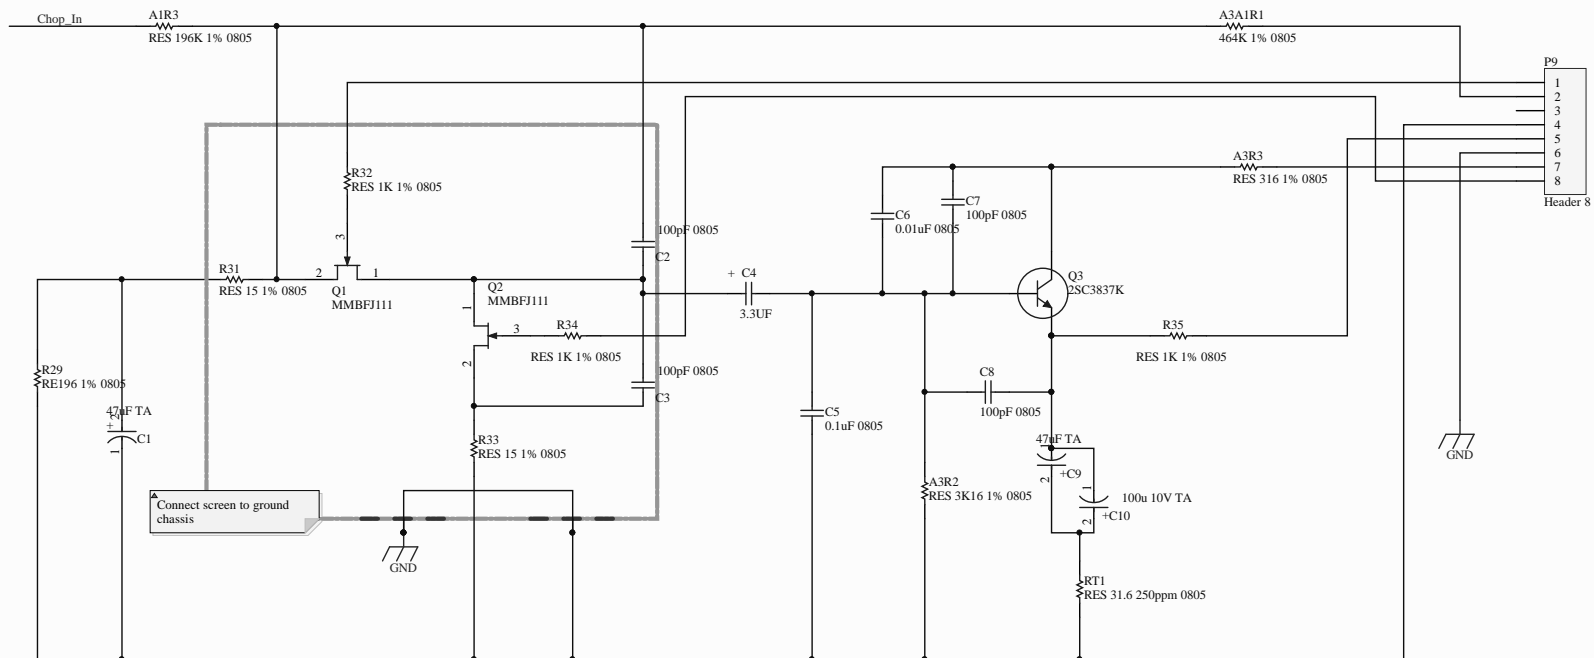 Chop_In
A1R3
RES 196K 1% 0805
A3A1R1
464K 1% 0805
P9
1
2
3
4
5
6
7
8
Header 8
A3R3
RES 316 1% 0805
R32
RES 1K 1% 0805
3
C7
100pF 0805
C6
0.01uF 0805
100pF 0805
C2
R31
RES 15 1% 0805
2
1
Q1
MMBFJ111
Q2
MMBFJ111
1
3
2
R34
RES 1K 1% 0805
+ C4
3.3UF
Q3
2SC3837K
R35
RES 1K 1% 0805
R29
RE196 1% 0805
47uF TA
+
2
C1
1
100pF 0805
C3
C8
100pF 0805
C5
0.1uF 0805
R33
RES 15 1% 0805
47uF TA
1
+C9
2
A3R2
RES 3K16 1% 0805
1
100u 10V TA
+C10
2
GND
Connect screen to ground
chassis
GND
RT1
RES 31.6 250ppm 0805